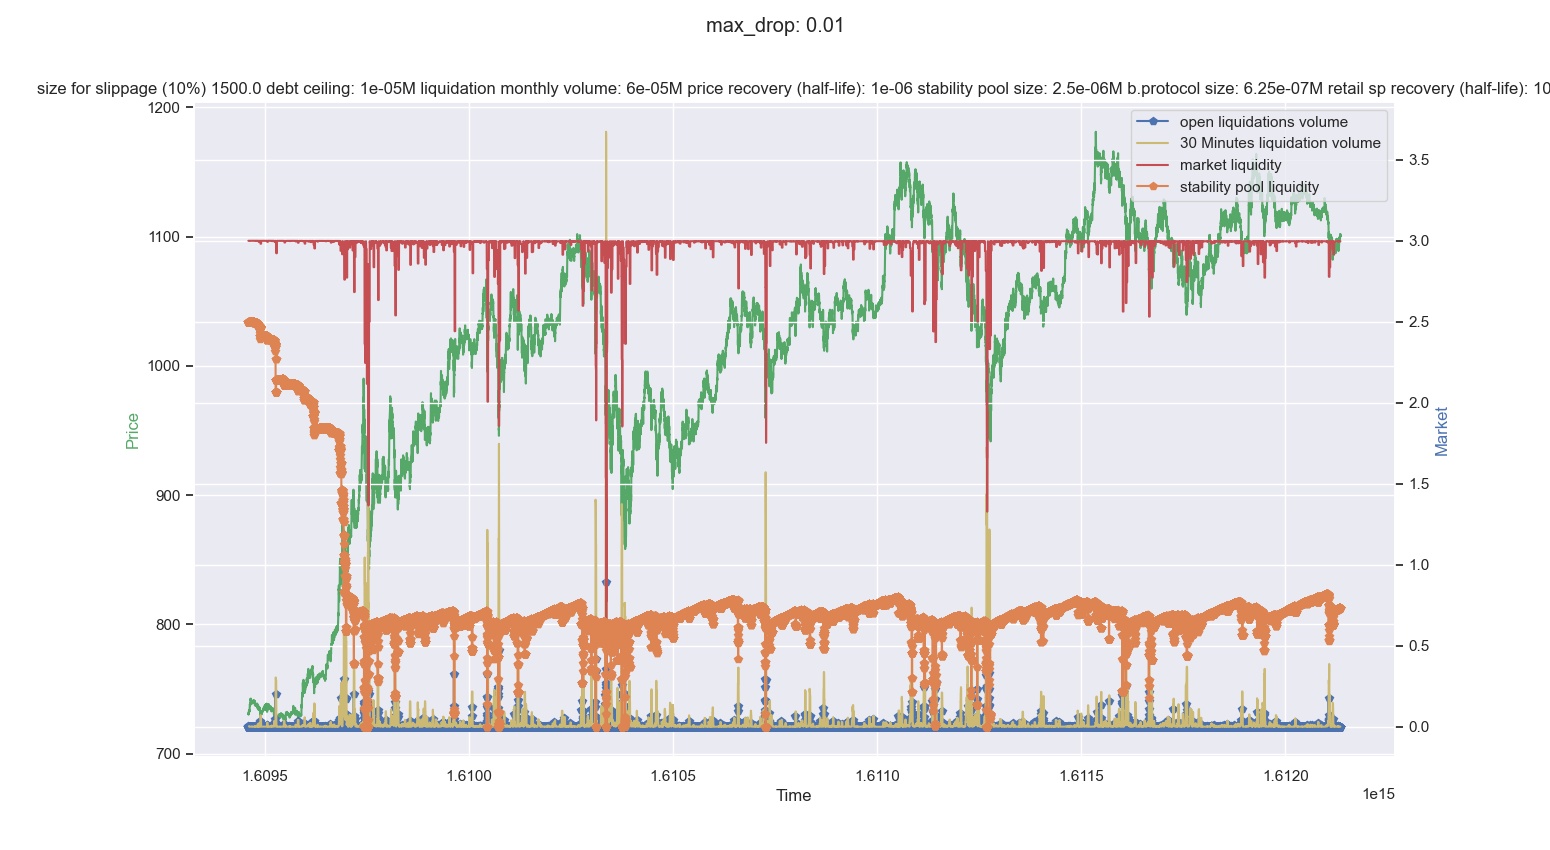 max_drop: 0.01
size for slippage (10%) 1500.0 debt ceiling: 1e-05M liquidation monthly volume: 6e-05M price recovery (half-life): 1e-06 stability pool size: 2.5e-06M b.protocol size: 6.25e-07M retail sp recovery (half-life): 10
open liquidations volume
30 Minutes liquidation volume
market liquidity
stability pool liquidity
1200
1100
1000
900
800
700
Price
3.5
3.0
2.5
2.0
1.5
1.0
0.5
0.0
Market
1.6095 1.6100 1.6105 1.6110 1.6115 1.6120
1e15
Time